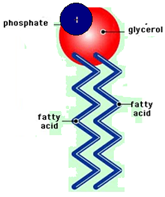 phosphate
glycerol
fatty
acid
fatty
acid